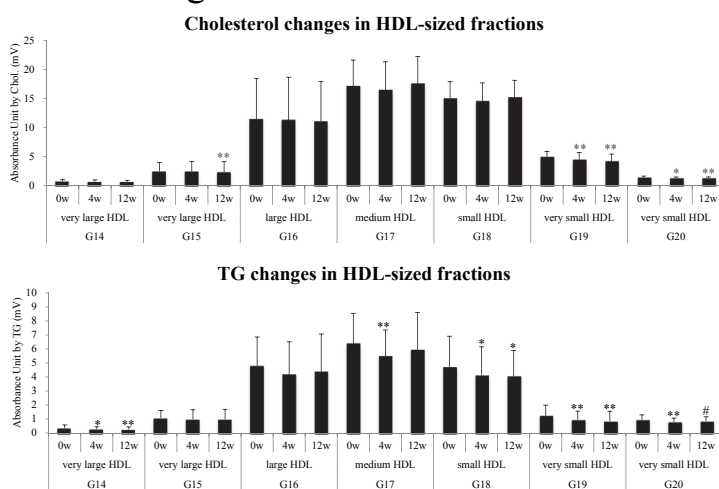 Cholesterol changes in HDL-sized fractions
Absorbance Unit by Chol. (mV)
25
20
15
10
5
0
** ** ** * **
0w 4w 12w 0w 4w 12w 0w 4w 12w 0w 4w 12w 0w 4w 12w 0w 4w 12w 0w 4w 12w
very large HDL very large HDL large HDL medium HDL small HDL very small HDL very small HDL
G14 G15 G16 G17 G18 G19 G20
TG changes in HDL-sized fractions
Absorbance Unit by TG (mV)
10
9
8
7
6
5
4
3
2
1
0
* ** ** * * ** ** ** #
0w 4w 12w 0w 4w 12w 0w 4w 12w 0w 4w 12w 0w 4w 12w 0w 4w 12w 0w 4w 12w
very large HDL very large HDL large HDL medium HDL small HDL very small HDL very small HDL
G14 G15 G16 G17 G18 G19 G20